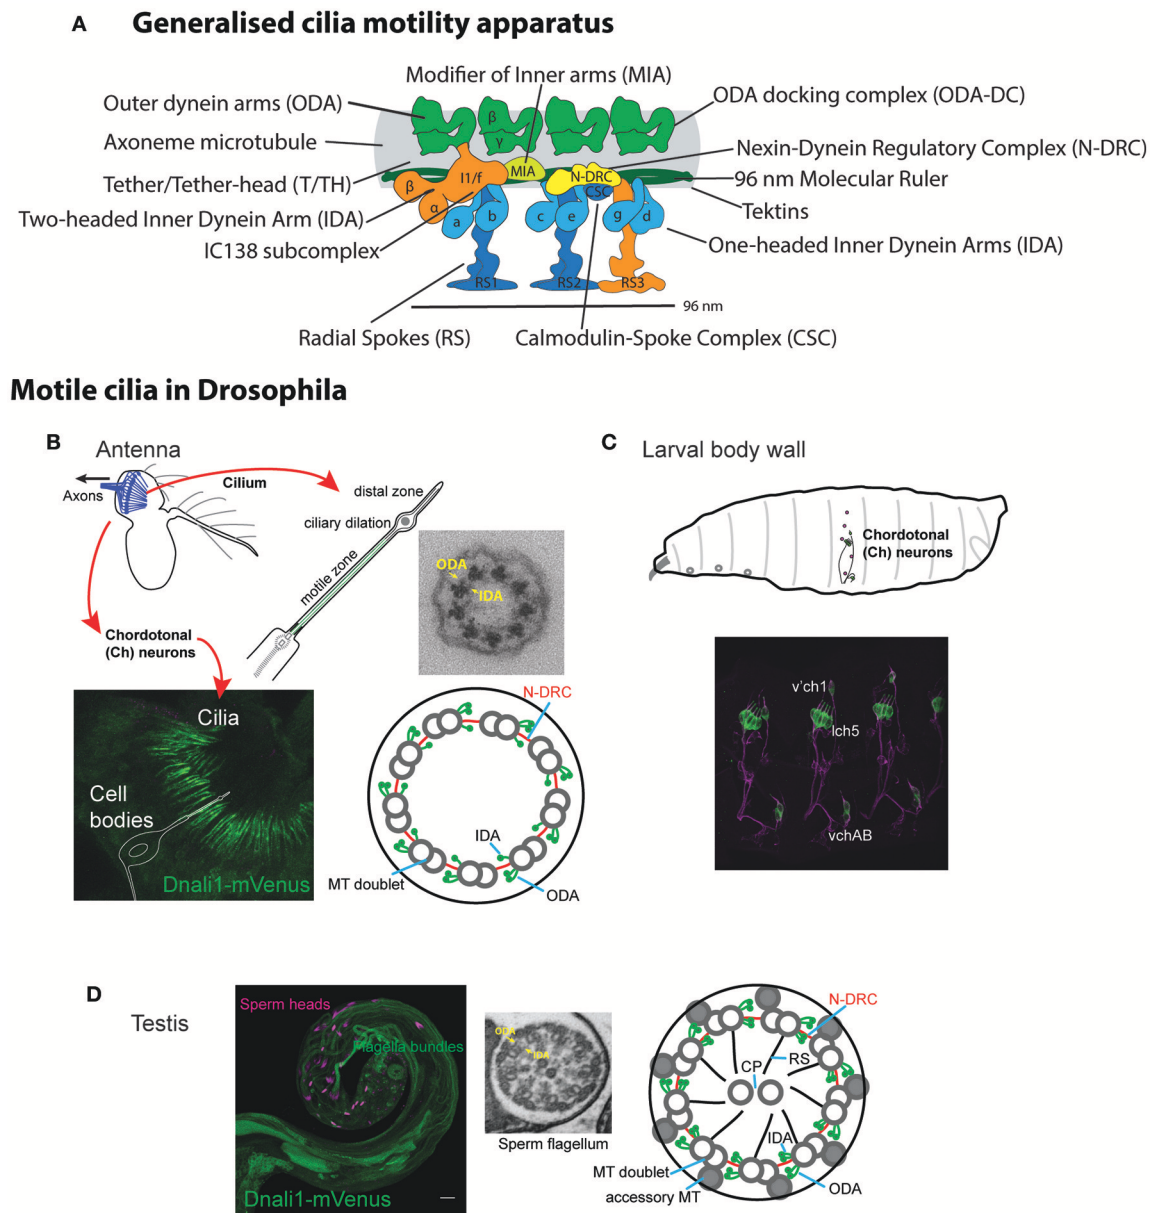 A Generalised cilia motility apparatus
Modifier of Inner arms (MIA)
Outer dynein arms (ODA)
ODA docking complex (ODA-DC)
Axoneme microtubule
Nexin-Dynein Regulatory Complex (N-DRC)
Tether/Tether-head (T/TH)
96 nm Molecular Ruler
Two-headed Inner Dynein Arm (IDA)
Tektins
IC138 subcomplex
One-headed Inner Dynein Arms (IDA)
β
γ
I1/f
MIA
N-DRC
CSC
β
α
a
b
c
e
g
d
RS1
RS2
RS3
96 nm
Radial Spokes (RS)
Calmodulin-Spoke Complex (CSC)
Motile cilia in Drosophila
B
Antenna
Axons
Cilium
distal zone
ciliary dilation
motile zone
ODA
IDA
Chordotonal
(Ch) neurons
Cilia
Cell
bodies
Dnali1-mVenus
N-DRC
IDA
MT doublet
ODA
C
Larval body wall
Chordotonal
(Ch) neurons
v'ch1
lch5
vchAB
D
Testis
Sperm heads
Flagella bundles
Dnali1-mVenus
ODA
IDA
Sperm flagellum
N-DRC
CP
RS
IDA
MT doublet
accessory MT
ODA